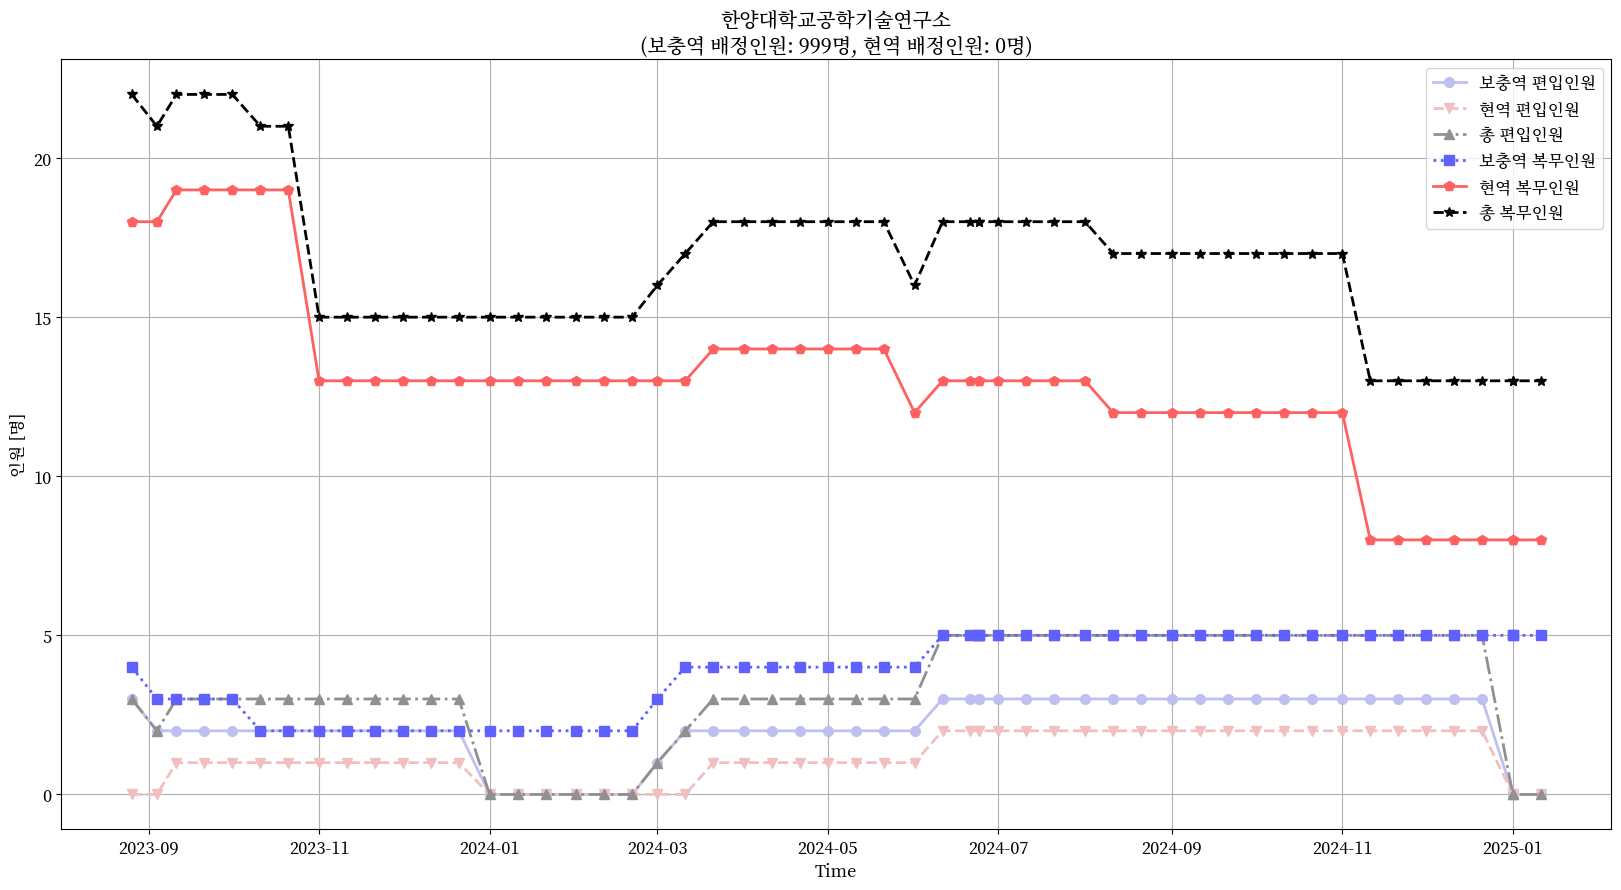 한양대학교공학기술연구소
(보충역 배정인원: 999명, 현역 배정인원: 0명)
보충역 편입인원
현역 편입인원
총 편입인원
보충역 복무인원
현역 복무인원
총 복무인원
인원 [명]
20
15
10
5
0
2023-09
2023-11
2024-01
2024-03
2024-05
2024-07
2024-09
2024-11
2025-01
Time